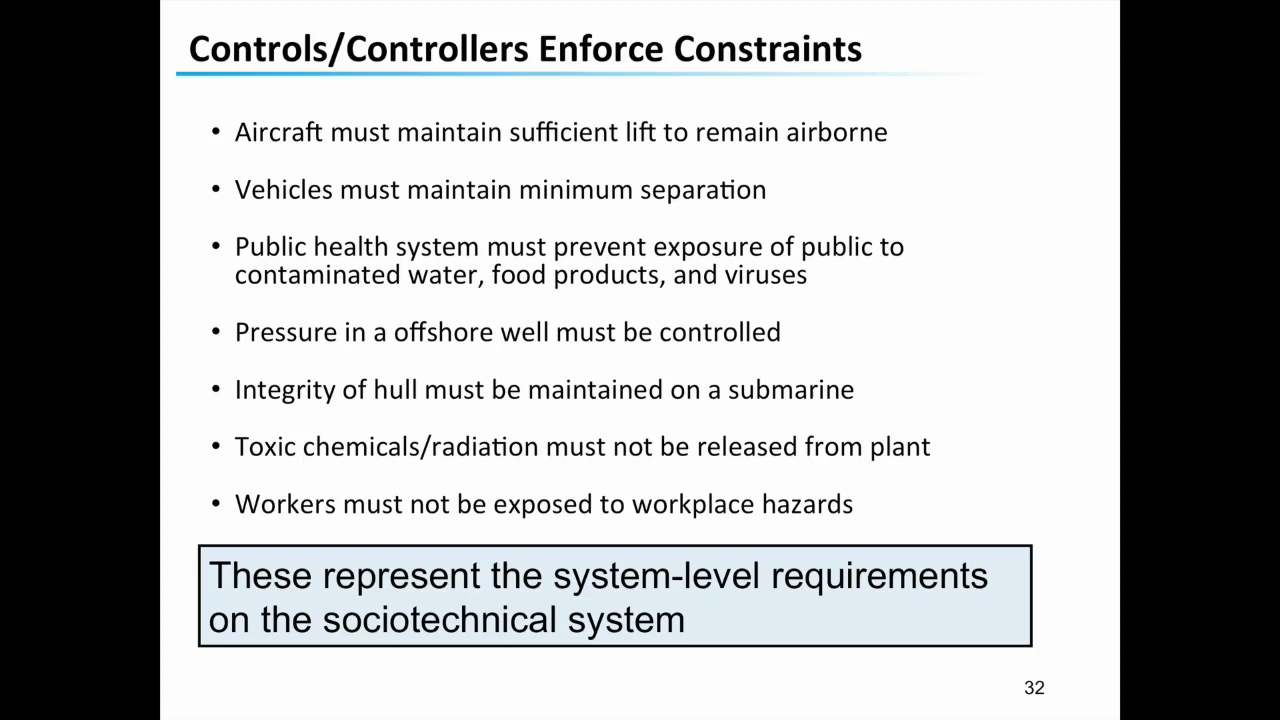 Controls/Controllers Enforce Constraints
• Aircraft must maintain sufficient lift to remain airborne
• Vehicles must maintain minimum separation
• Public health system must prevent exposure of public to
contaminated water, food products, and viruses
• Pressure in a offshore well must be controlled
• Integrity of hull must be maintained on a submarine
• Toxic chemicals/radiation must not be released from plant
• Workers must not be exposed to workplace hazards
These represent the system-level requirements
on the sociotechnical system
32